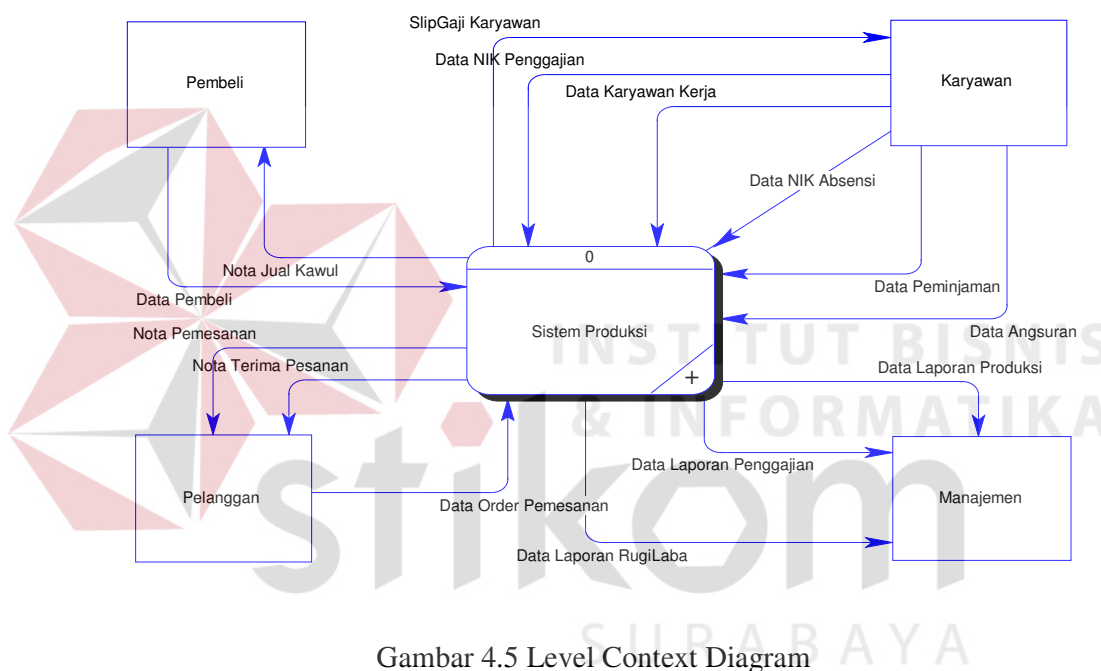 SlipGaji Karyawan
Data NIK Penggajian
Pembeli
Karyawan
Data Karyawan Kerja
Data NIK Absensi
0
Nota Jual Kawul
Data Pembeli
Data Peminjaman
Nota Pemesanan
Sistem Produksi
Data Angsuran
INSTITUT BISNIS
Nota Terima Pesanan
Data Laporan Produksi
+
& INFORMATIKA
Data Laporan Penggajian
Pelanggan
Data Order Pemesanan
Manajemen
stikom
Data Laporan RugiLaba
SURABAYA
Gambar 4.5 Level Context Diagram